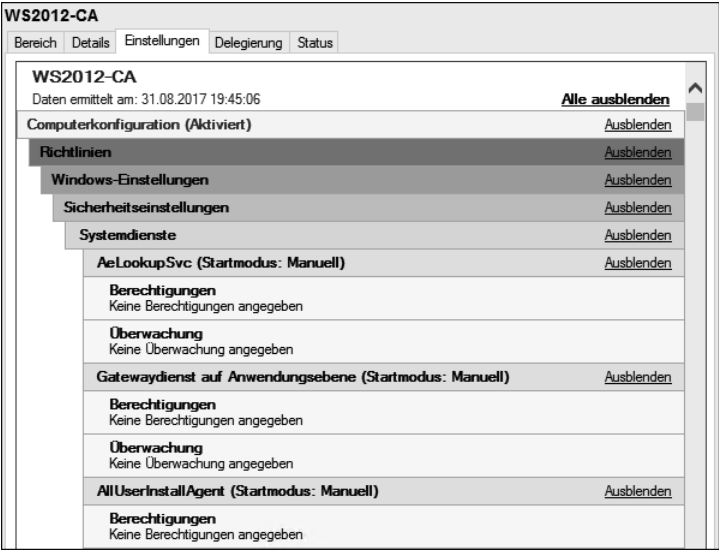 WS2012-CA
Bereich Details Einstellungen Delegierung Status
WS2012-CA
Daten ermittelt am: 31.08.2017 19:45:06 Alle ausblenden
Computerkonfiguration (Aktiviert) Ausblenden
Richtlinien Ausblenden
Windows-Einstellungen Ausblenden
Sicherheitseinstellungen Ausblenden
Systemdienste Ausblenden
AeLookupSvc (Startmodus: Manuell) Ausblenden
Berechtigungen
Keine Berechtigungen angegeben
Überwachung
Keine Überwachung angegeben
Gatewaydienst auf Anwendungsebene (Startmodus: Manuell) Ausblenden
Berechtigungen
Keine Berechtigungen angegeben
Überwachung
Keine Überwachung angegeben
AllUserInstallAgent (Startmodus: Manuell) Ausblenden
Berechtigungen
Keine Berechtigungen angegeben